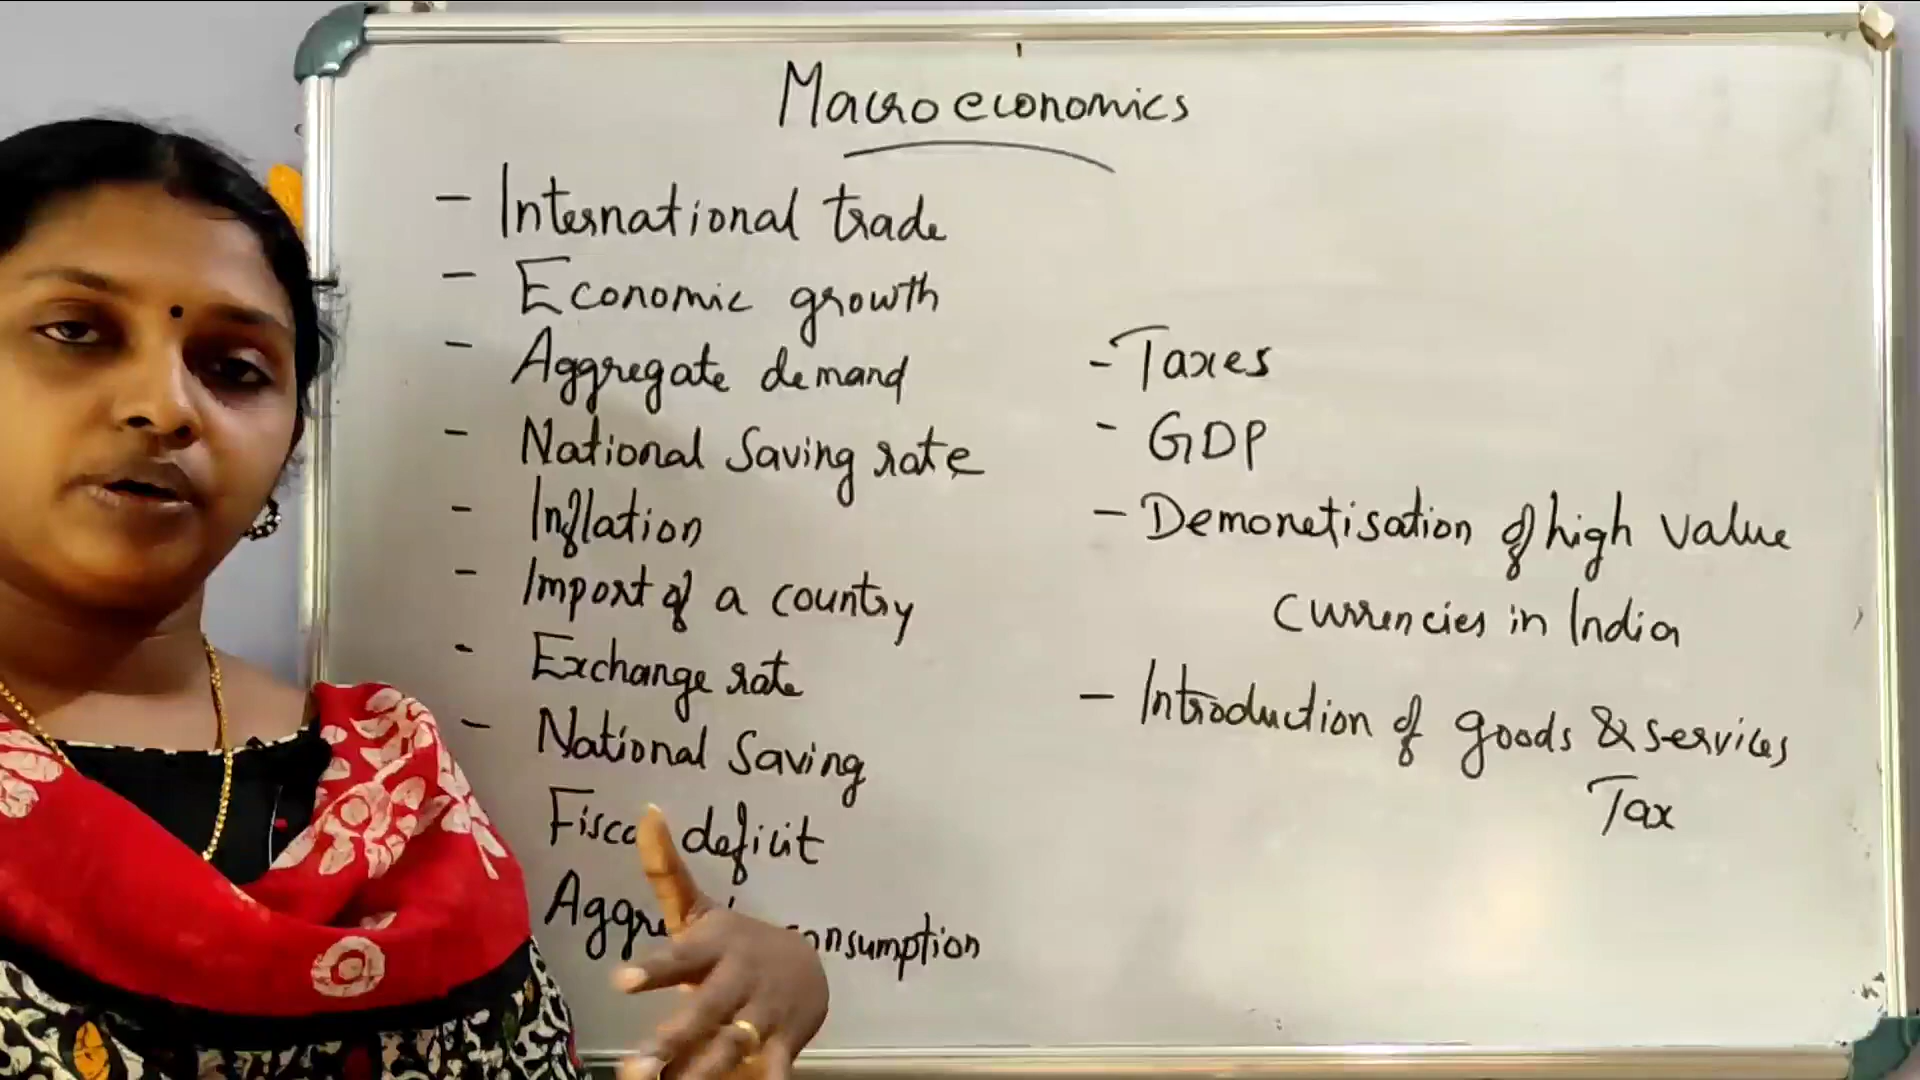 Macroeconomics
- International trade
- Economic growth
- Aggregate demand
- National Saving rate
- Inflation
- Import of a country
- Exchange rate
- National Saving
deficit
consumption
- Taxes
- GDP
- Demonetisation of high value
currencies in India
- Introduction of goods & services
Tax